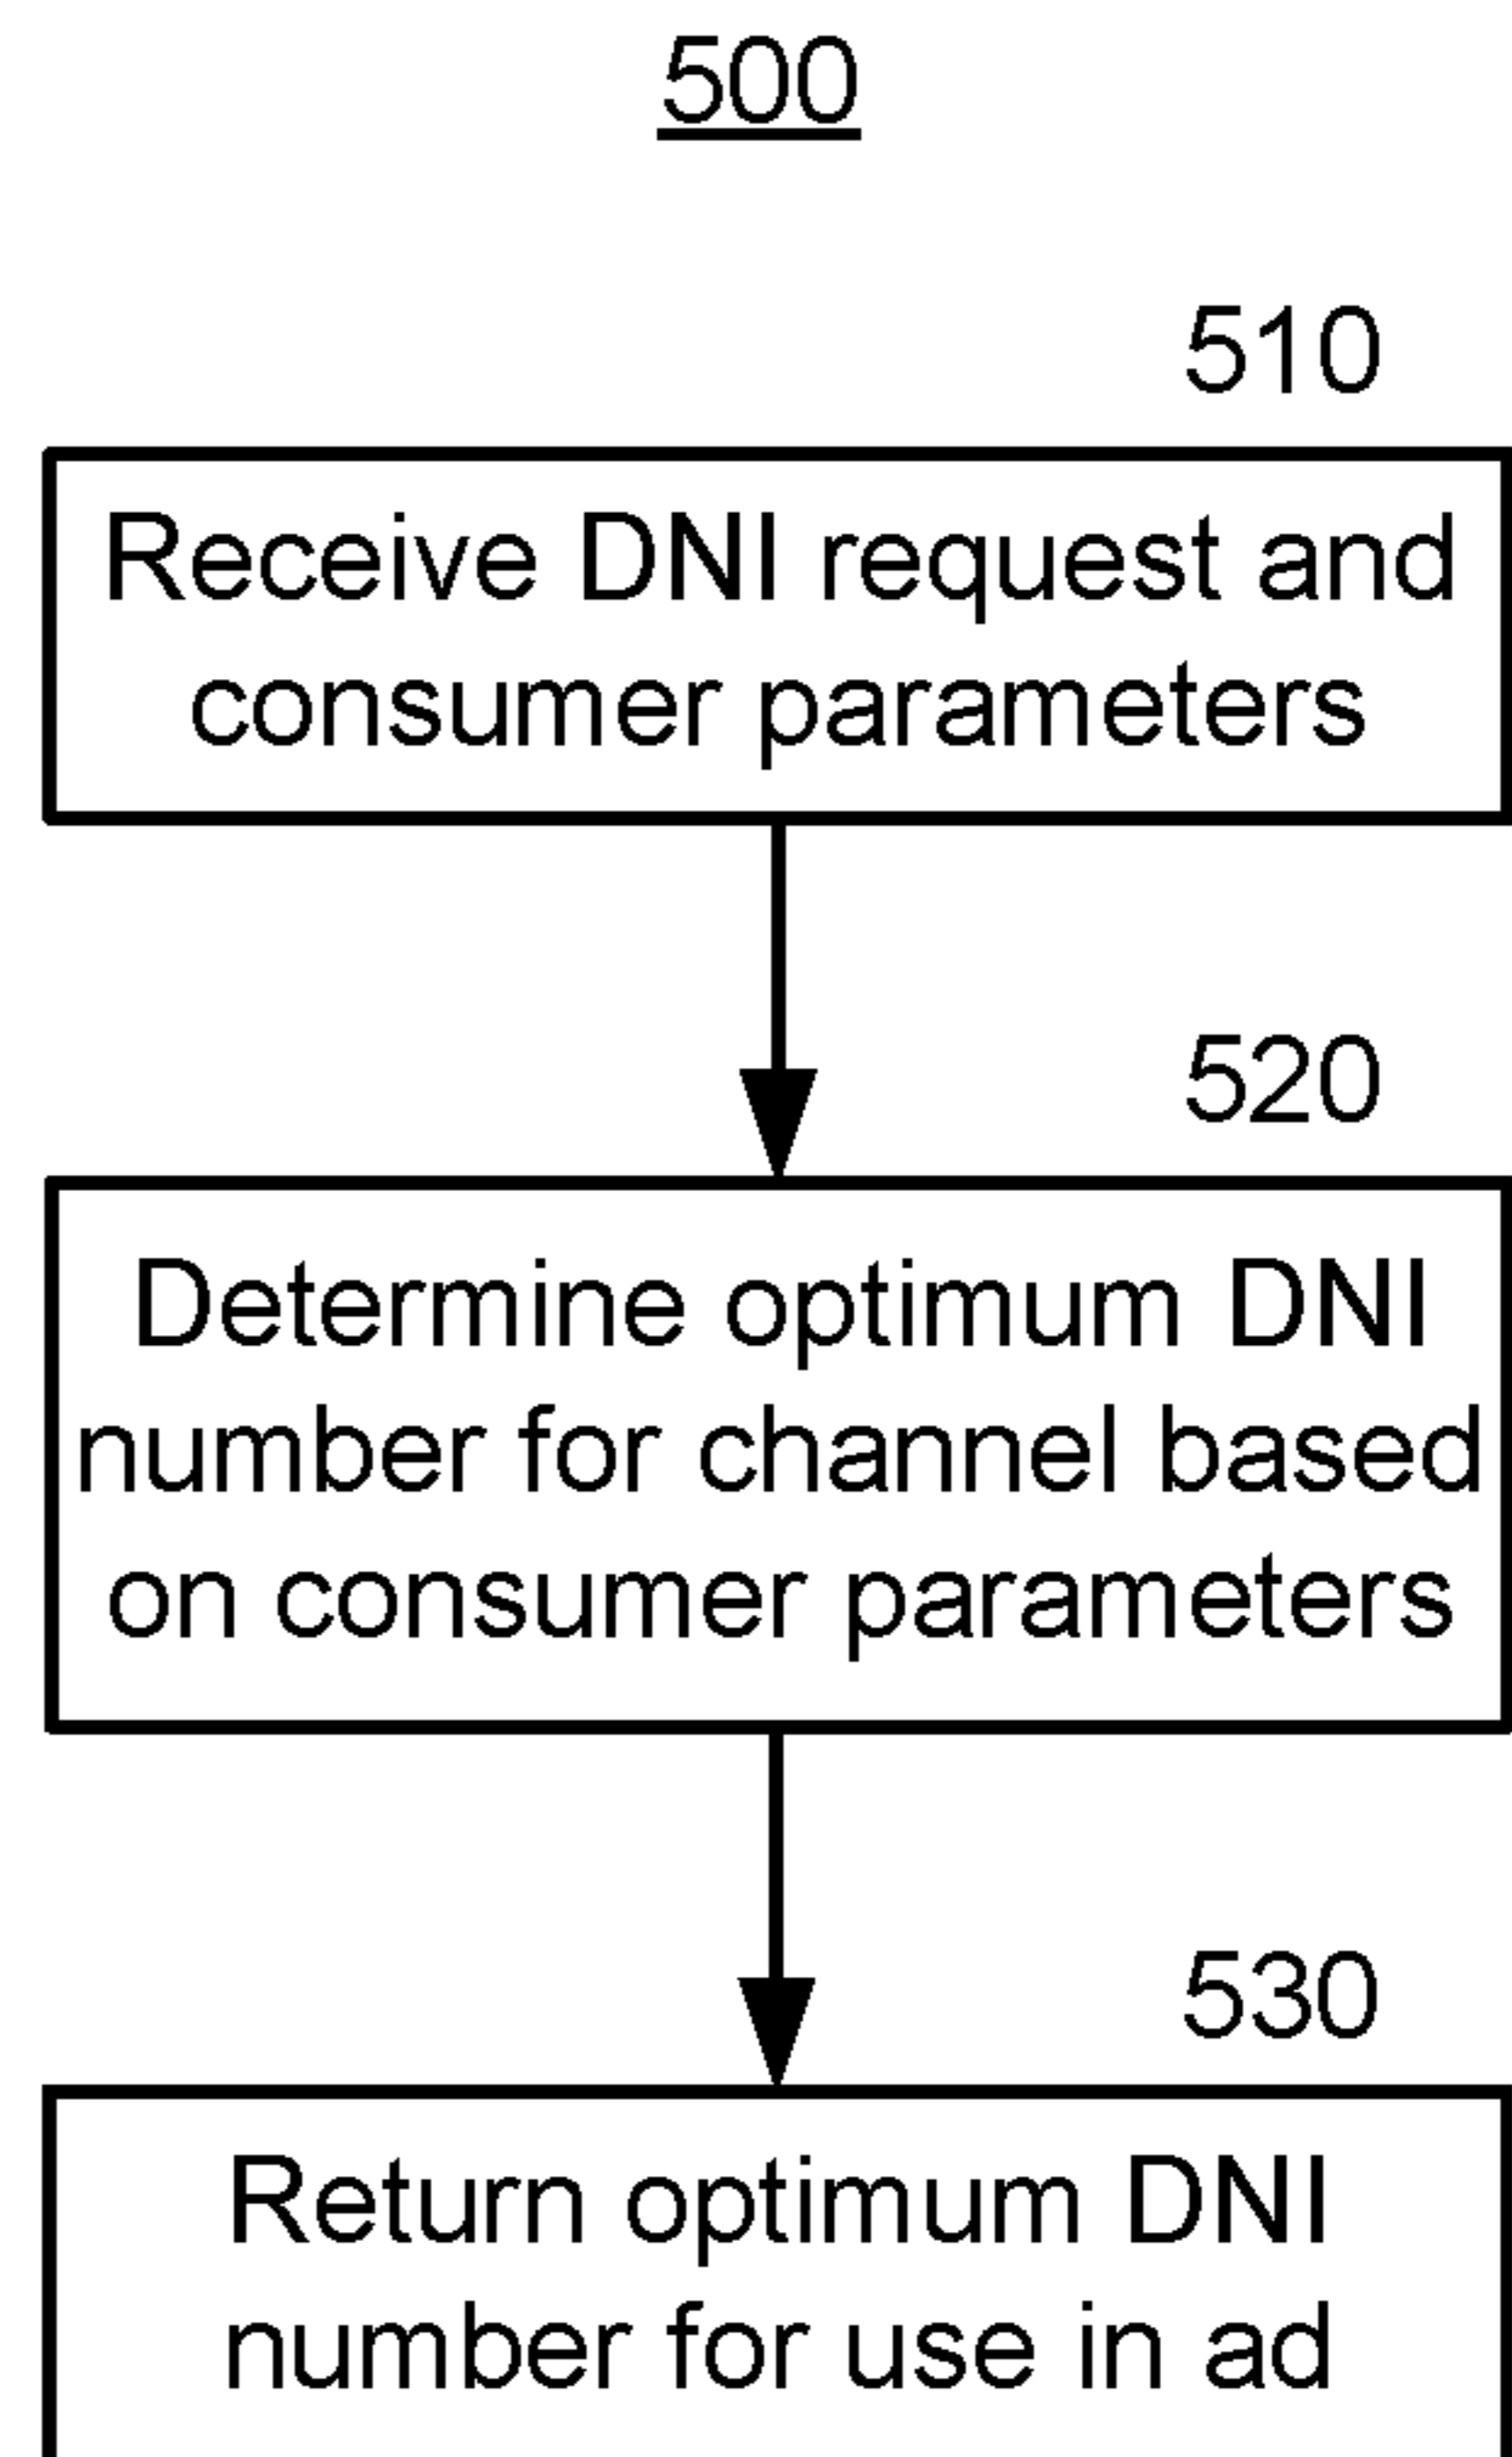 500
510
Receive DNI request and
consumer parameters
520
Determine optimum DNI
number for channel based
on consumer parameters
530
Return optimum DNI
number for use in ad